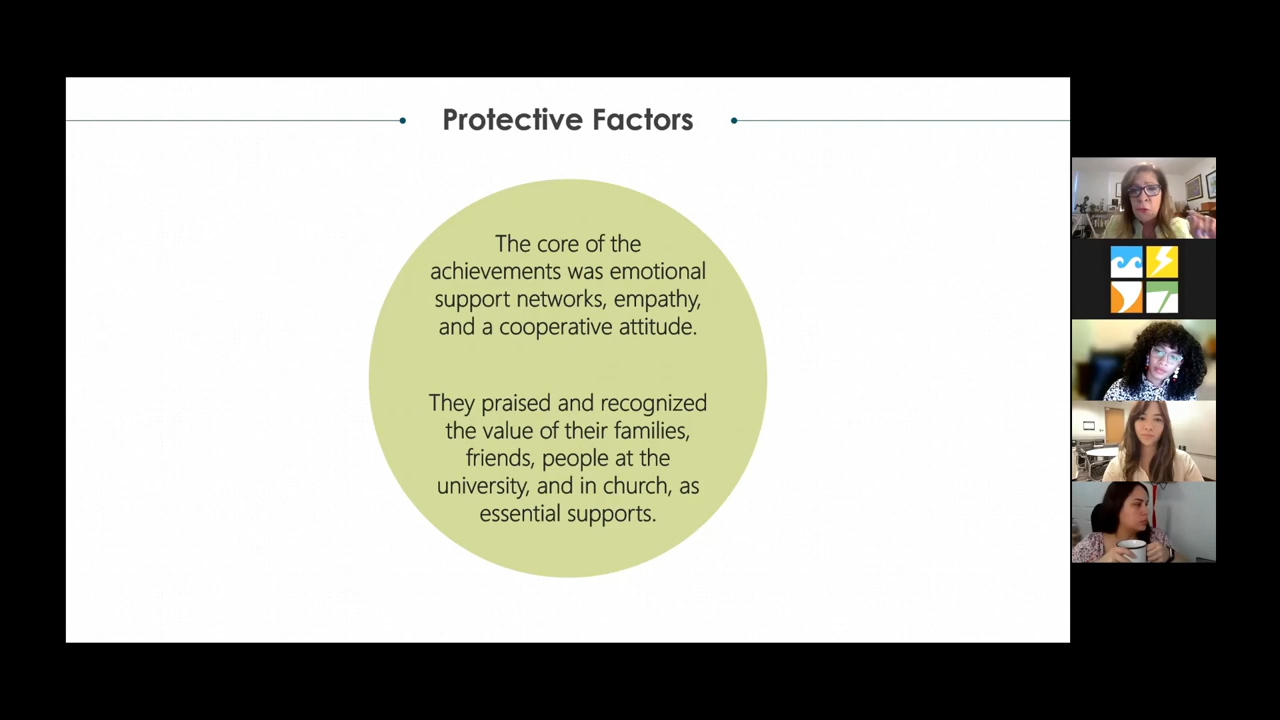 Protective Factors
The core of the
achievements was emotional
support networks, empathy,
and a cooperative attitude.
They praised and recognized
the value of their families,
friends, people at the
university, and in church, as
essential supports.